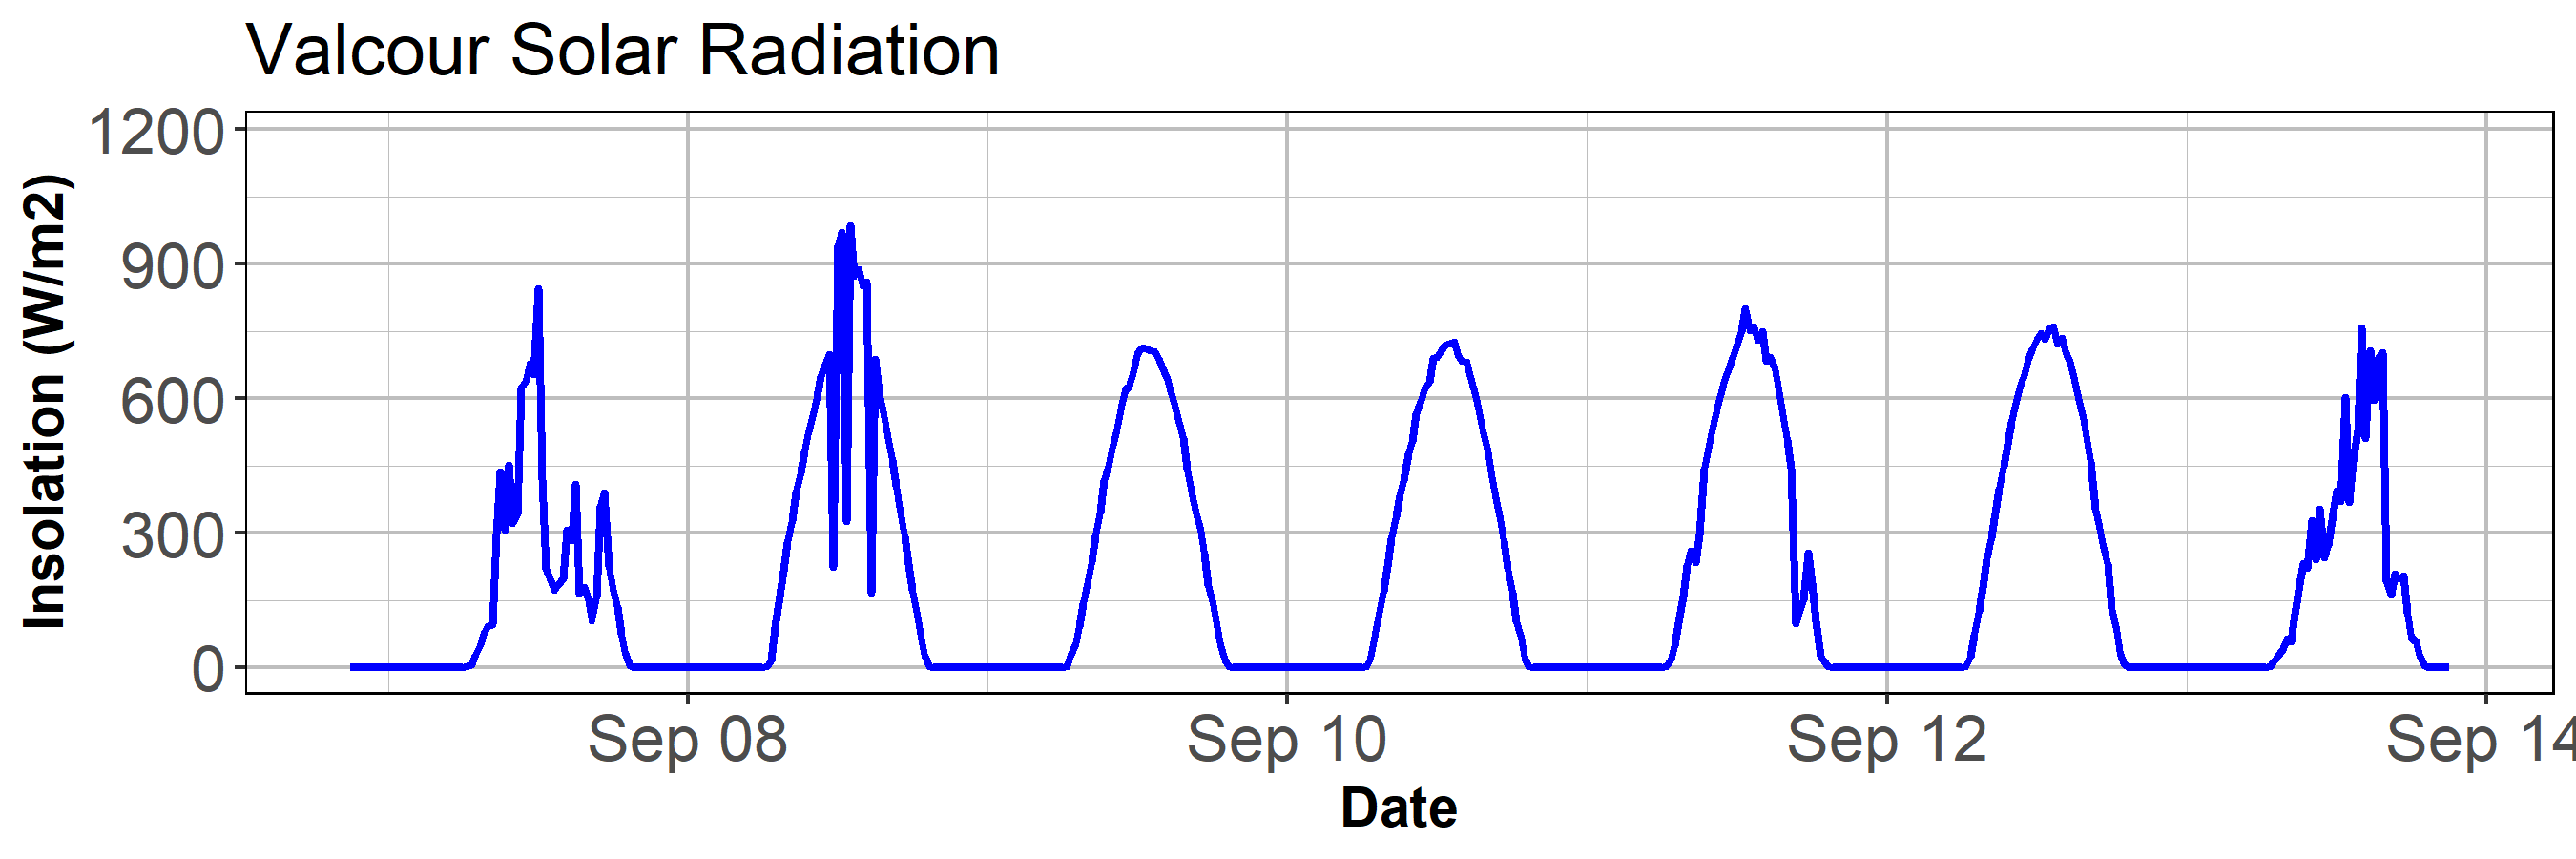 Valcour Solar Radiation
1200
900
600
300
0
Insolation (W/m2)
Sep 08 Sep 10 Sep 12 Sep 14
Date